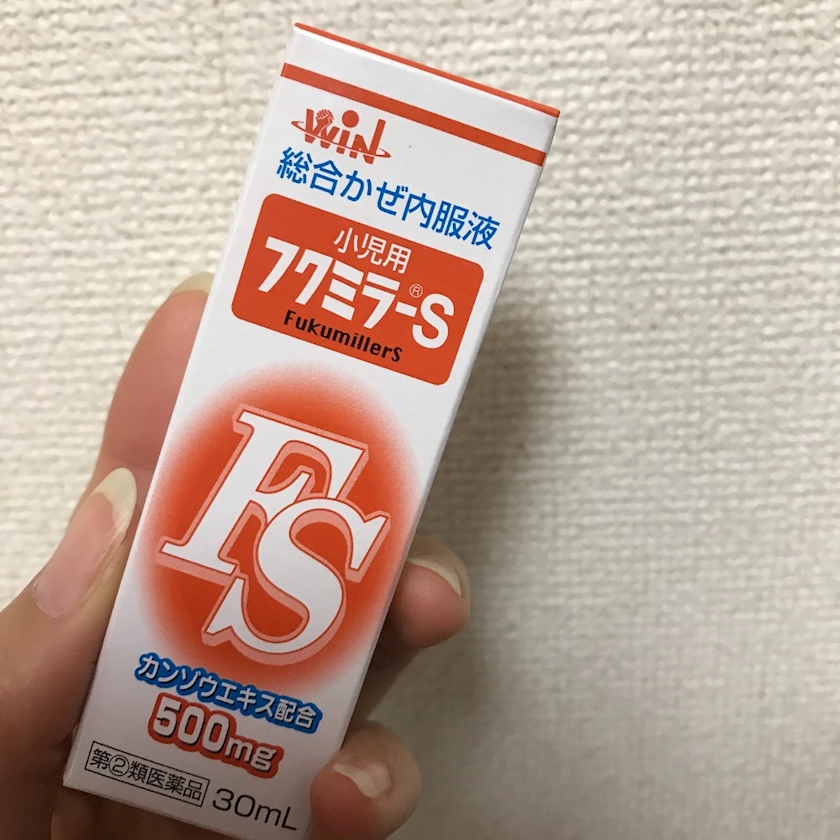 WIN
総合かぜ内服液
小児用
フクミラー®S
FukumillerS
FS
カンゾウエキス配合
500mg
第②類医薬品 30mL